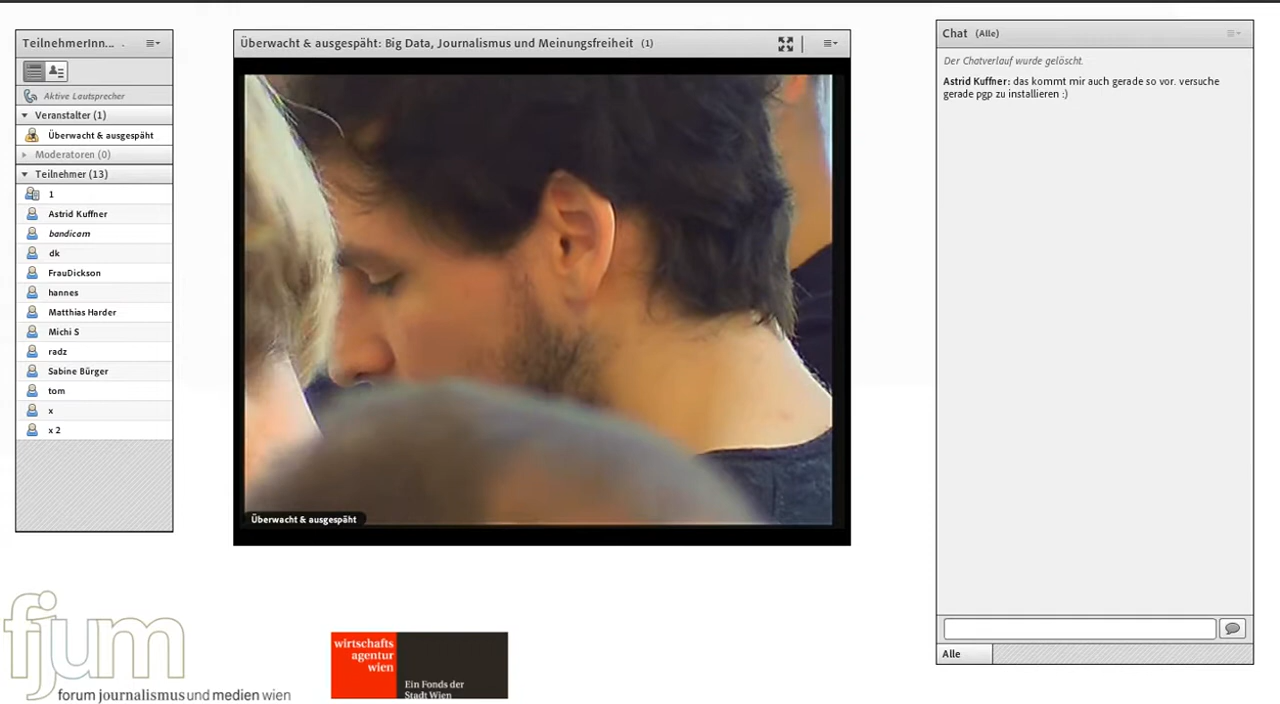 TeilnehmerInn... .
Aktive Lautsprecher
Veranstalter (1)
Überwacht & ausgespäht
Moderatoren (0)
Teilnehmer (13)
1
Astrid Kuffner
bandicam
dk
FrauDickson
hannes
Matthias Harder
Michi S
radz
Sabine Bürger
tom
x
x 2
Überwacht & ausgespäht: Big Data, Journalismus und Meinungsfreiheit (1)
Überwacht & ausgespäht
Chat (Alle)
Der Chatverlauf wurde gelöscht.
Astrid Kuffner: das kommt mir auch gerade so vor. versuche
gerade pgp zu installieren :)
Alle
fjum
forum journalismus und medien wien
wirtschafts
agentur
wien
Ein Fonds der
Stadt Wien